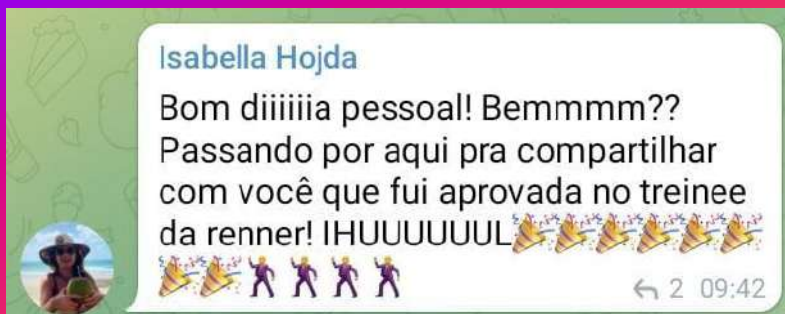 Isabella Hojda
Bom diiiiiia pessoal! Bemmmm??
Passando por aqui pra compartilhar
com você que fui aprovada no treinee
da renner! IHUUUUUUL🎉🎉🎉🎉🎉🎉
🎉🎉🕺🕺🕺🕺
2 09:42